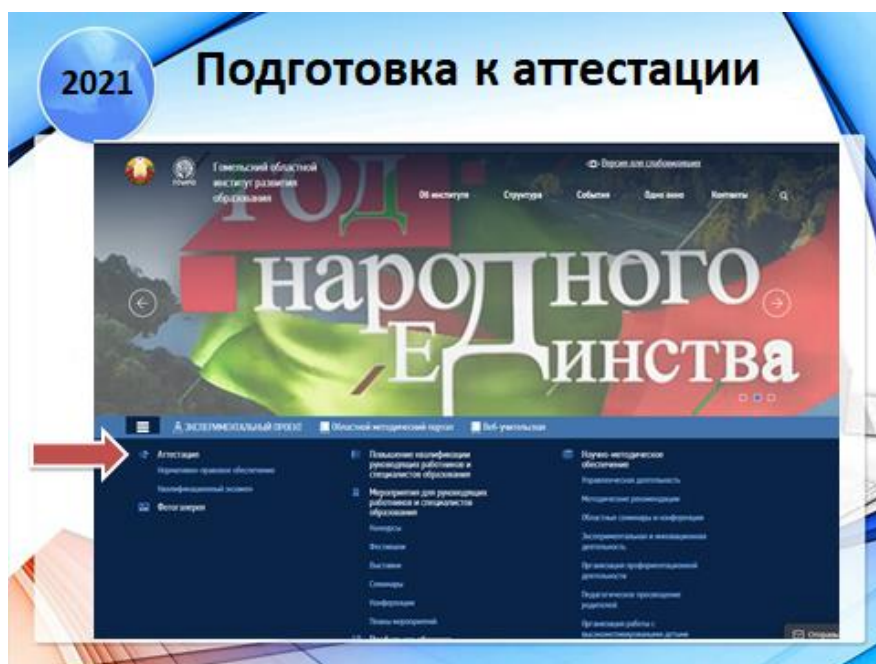 2021
Подготовка к аттестации
Гомельский областной
институт развития
образования
Версия для слабовидящих
Об институте
Структура
События
Одно окно
Контакты
год
народного
Единства
ЭКСПЕРИМЕНТАЛЬНЫЙ ПРОЕКТ
Областной методический портал
Веб-учительская
Аттестация
Нормативно-правовое обеспечение
Квалификационный экзамен
Фотогалерея
Повышение квалификации
руководящих работников и
специалистов образования
Мероприятия для руководящих
работников и специалистов
образования
Конкурсы
Фестивали
Выставки
Семинары
Конференции
Планы мероприятий
Научно-методическое
обеспечение
Управленческая деятельность
Методические рекомендации
Областные семинары и конференции
Экспериментальная и инновационная
деятельность
Организация профориентационной
деятельности
Педагогическое просвещение
родителей
Организация работы с
высокомотивированными детьми